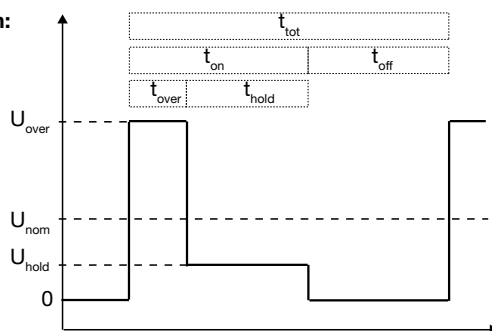 n:
t_tot
t_on t_off
t_over t_hold
U_over
U_nom
U_hold
0